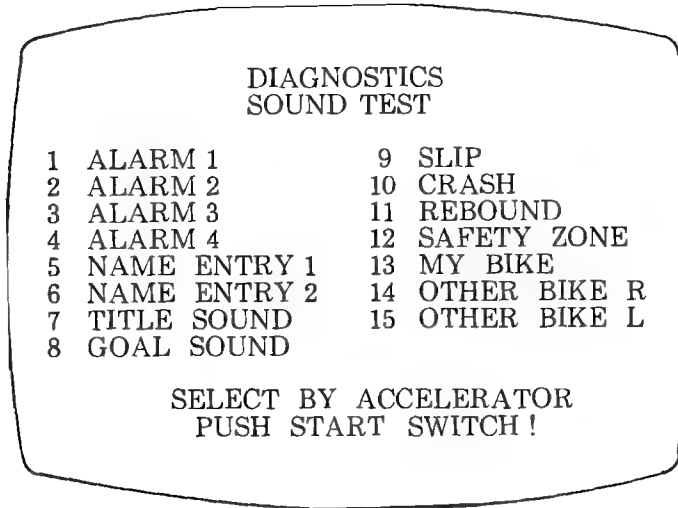 DIAGNOSTICS
SOUND TEST
1 ALARM 1
2 ALARM 2
3 ALARM 3
4 ALARM 4
5 NAME ENTRY 1
6 NAME ENTRY 2
7 TITLE SOUND
8 GOAL SOUND
9 SLIP
10 CRASH
11 REBOUND
12 SAFETY ZONE
13 MY BIKE
14 OTHER BIKE R
15 OTHER BIKE L
SELECT BY ACCELERATOR
PUSH START SWITCH !